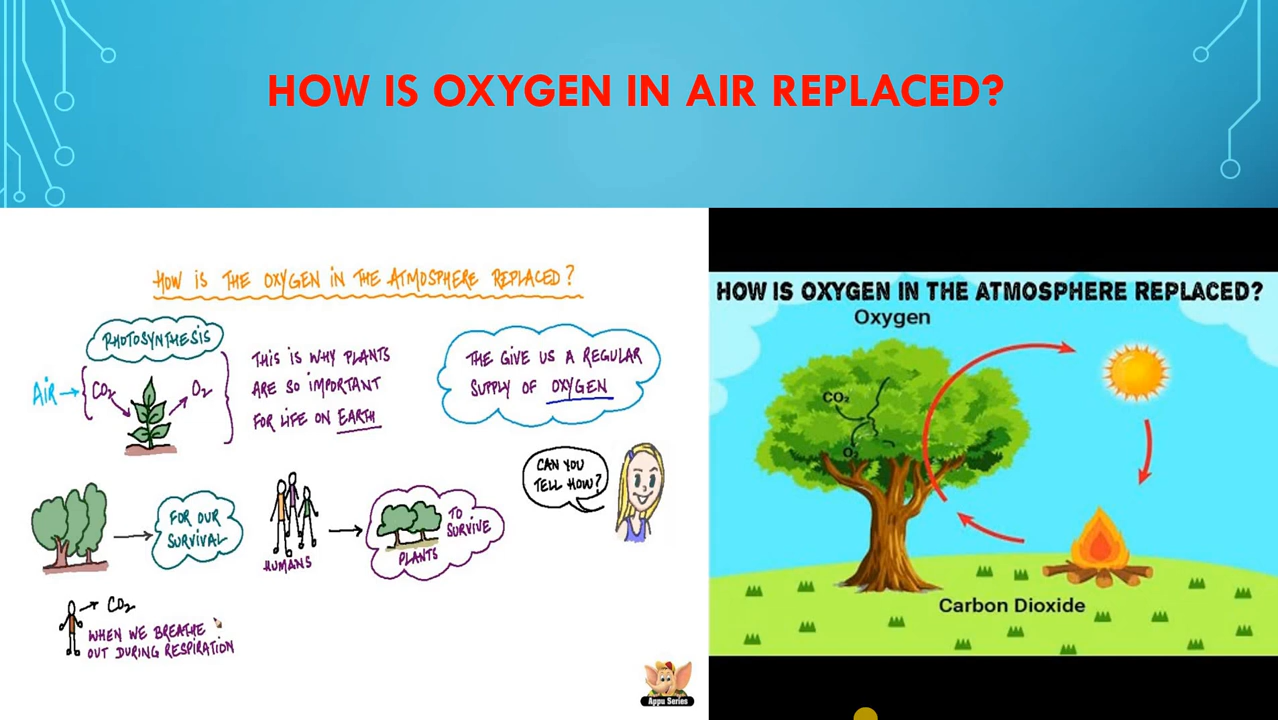 HOW IS OXYGEN IN AIR REPLACED?
HOW IS THE OXYGEN IN THE ATMOSPHERE REPLACED?
PHOTOSYNTHESIS
AIR
CO₂
O₂
THIS IS WHY PLANTS
ARE SO IMPORTANT
FOR LIFE ON EARTH
THE GIVE US A REGULAR
SUPPLY OF OXYGEN
CAN YOU
TELL HOW?
FOR OUR
SURVIVAL
HUMANS
PLANTS
TO
SURVIVE
CO₂
WHEN WE BREATHE
OUT DURING RESPIRATION
Appu Series
HOW IS OXYGEN IN THE ATMOSPHERE REPLACED?
Oxygen
CO₂
O₂
Carbon Dioxide